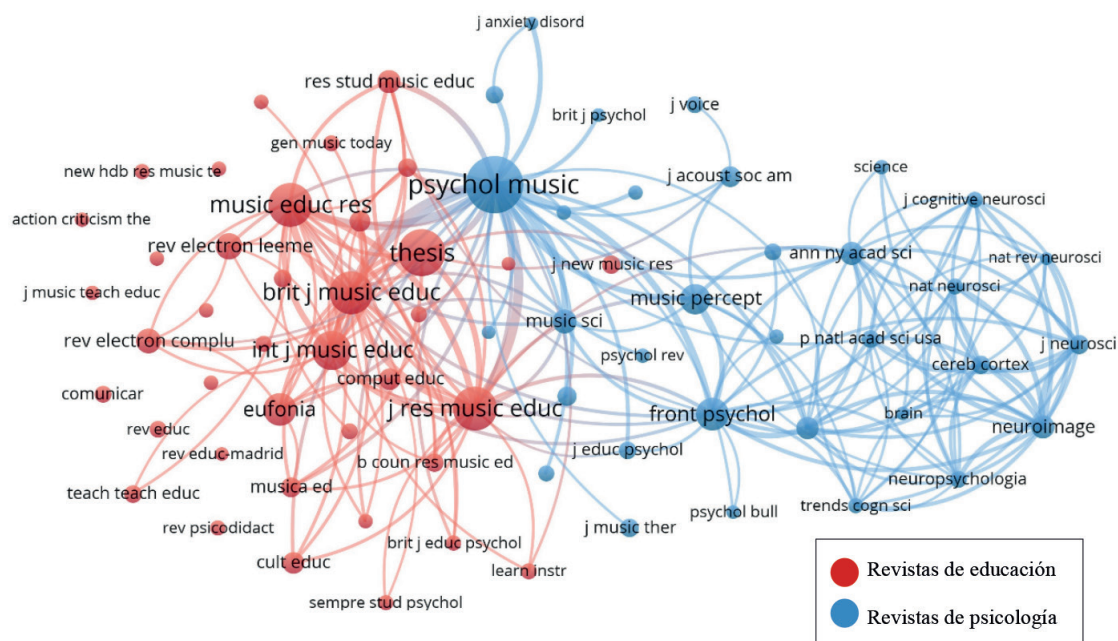 j anxiety disord
res stud music educ
j voice
brit j psychol
gen music today
science
new hdb res music te
psychol music
j acoust soc am
music educ res
j cognitive neurosci
action criticism the
rev electron leeme
thesis
ann ny acad sci
nat rev neurosci
j new music res
j music teach educ
brit j music educ
music percept
nat neurosci
music sci
rev electron complu
int j music educ
p natl acad sci usa
j neurosci
psychol rev
cereb cortex
comput educ
comunicar
eufonia
j res music educ
front psychol
brain
neuroimage
rev educ
rev educ-madrid
j educ psychol
b coun res music ed
teach teach educ
musica ed
neuropsychologia
trends cogn sci
rev psicodidact
j music ther
psychol bull
brit j educ psychol
cult educ
learn instr
sempre stud psychol
Revistas de educación
Revistas de psicología